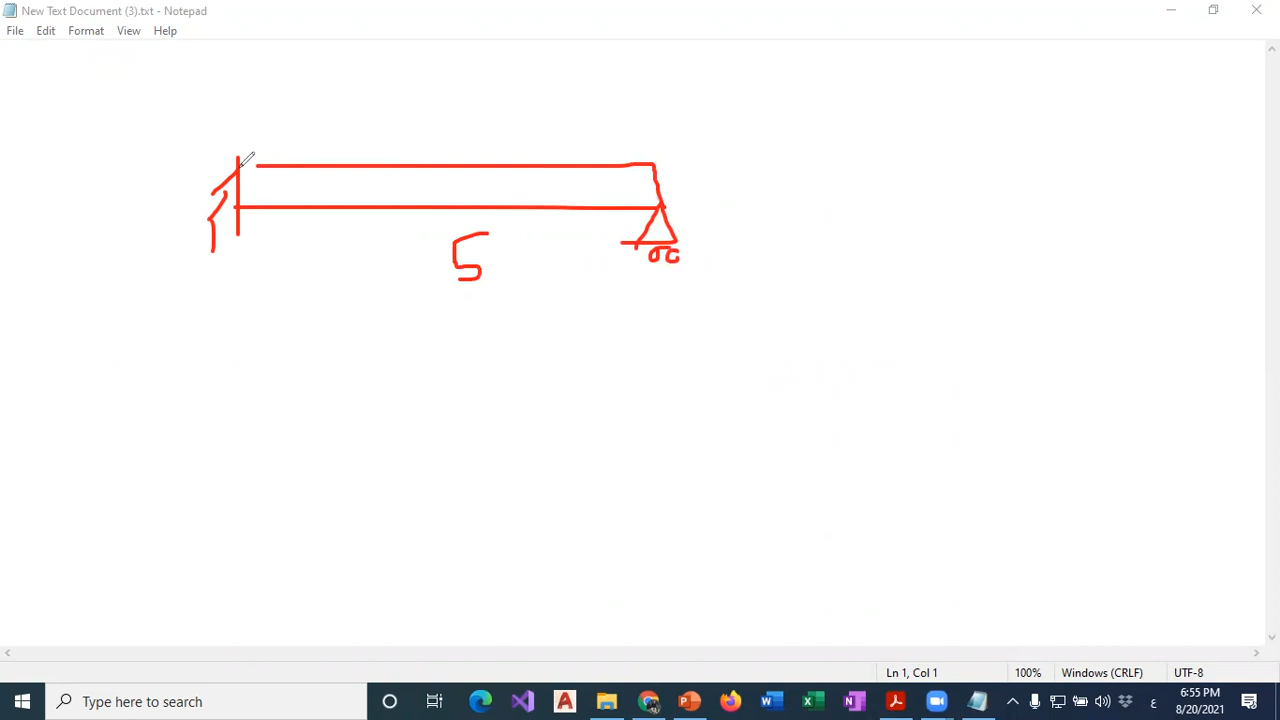 New Text Document (3).txt - Notepad
File Edit Format View Help
5
Ln 1, Col 1 100% Windows (CRLF) UTF-8
Type here to search
ع
6:55 PM
8/20/2021